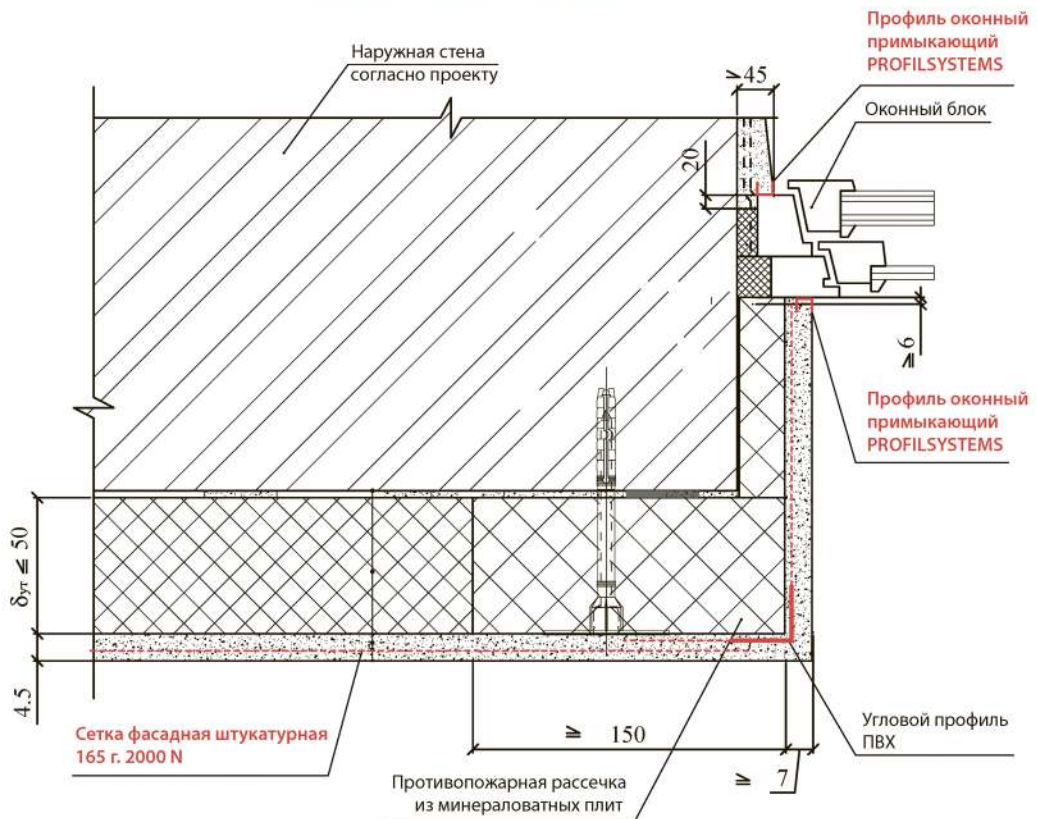 Профиль оконный
примыкающий
PROFILSYSTEMS
Наружная стена
согласно проекту
≥45
Оконный блок
20
≥6
Профиль оконный
примыкающий
PROFILSYSTEMS
δут ≤ 50
4.5
Сетка фасадная штукатурная
165 г. 2000 N
≥ 150
Угловой профиль
ПВХ
≥ 7
Противопожарная рассечка
из минераловатных плит